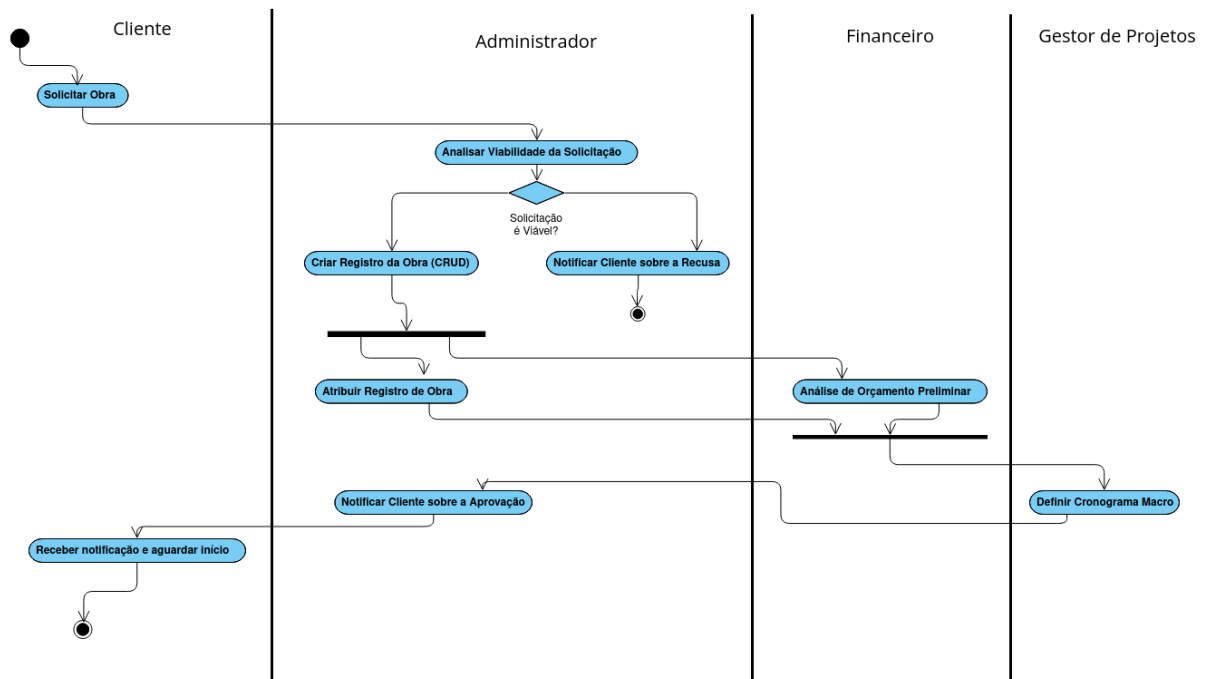 Cliente
Administrador
Financeiro
Gestor de Projetos
Solicitar Obra
Analisar Viabilidade da Solicitação
Solicitação
é Viável?
Criar Registro da Obra (CRUD)
Notificar Cliente sobre a Recusa
Atribuir Registro de Obra
Análise de Orçamento Preliminar
Notificar Cliente sobre a Aprovação
Definir Cronograma Macro
Receber notificação e aguardar início